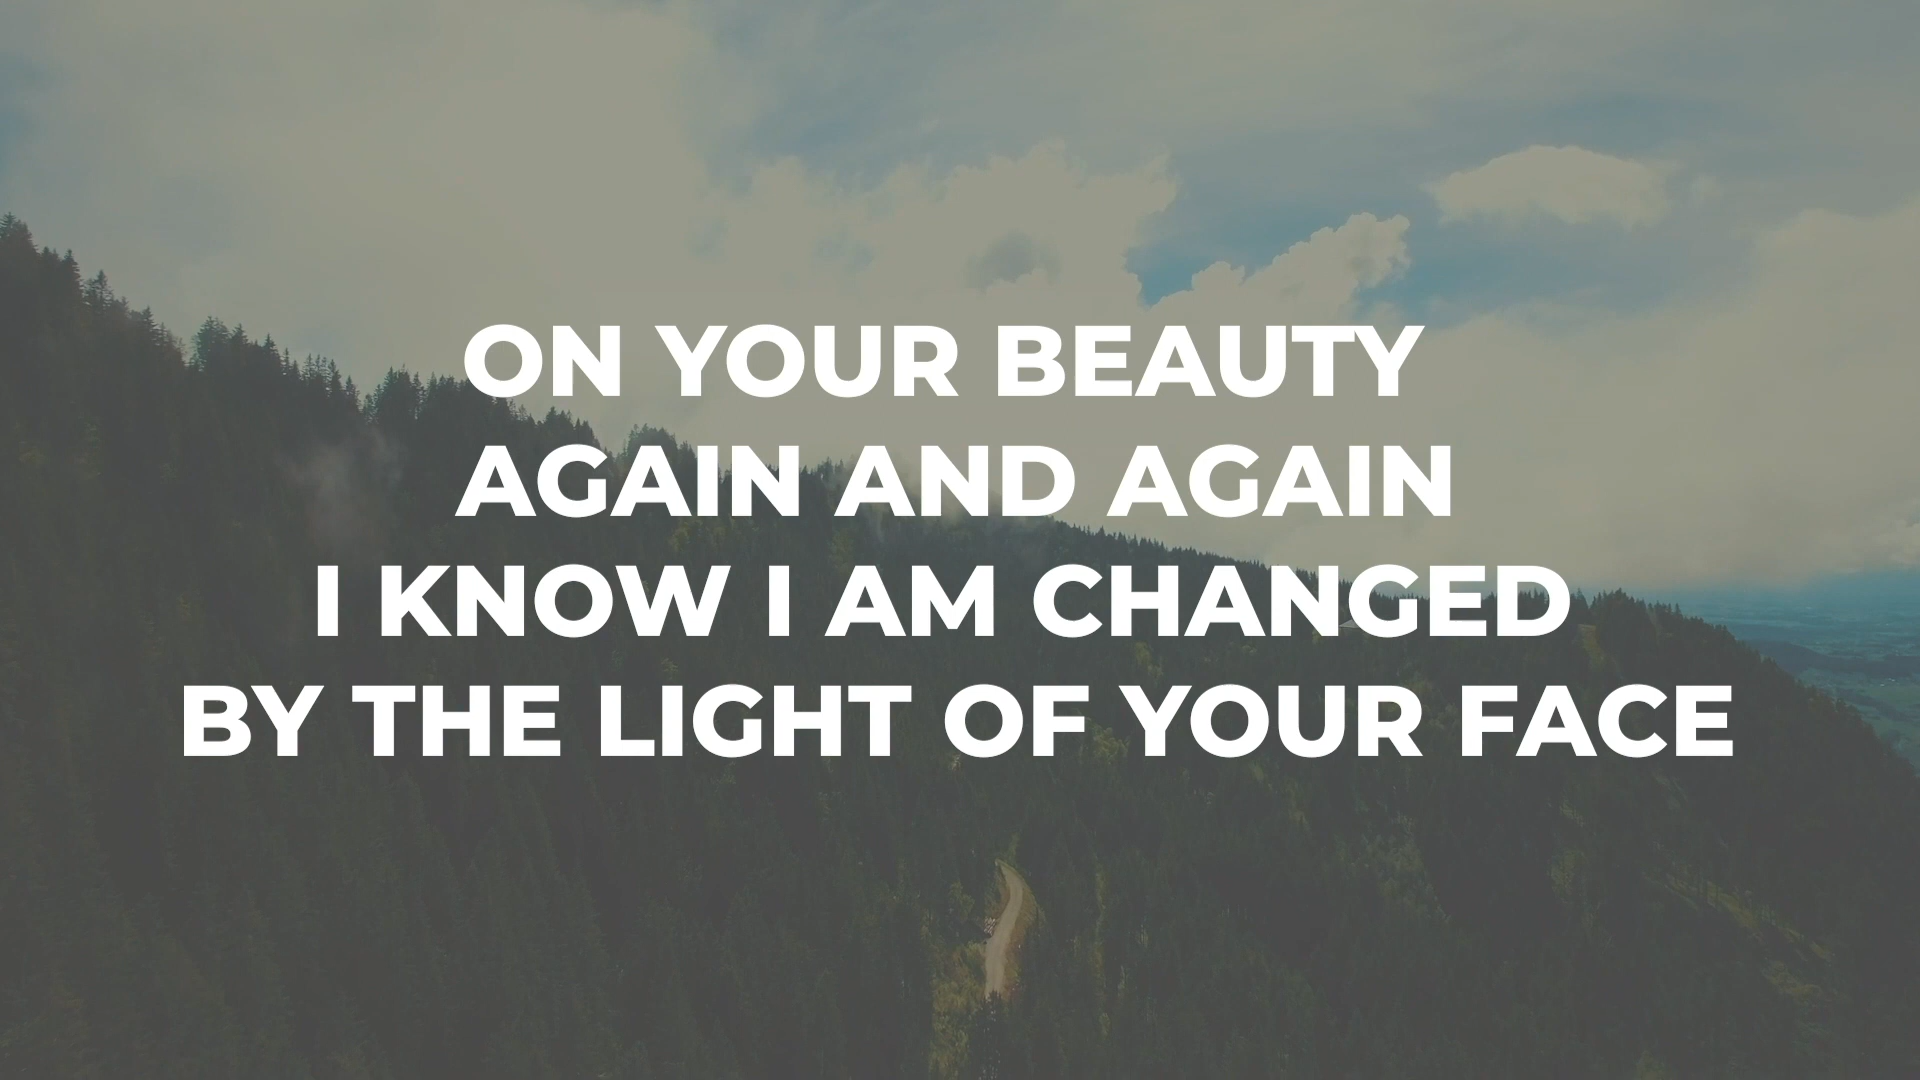 ON YOUR BEAUTY
AGAIN AND AGAIN
I KNOW I AM CHANGED
BY THE LIGHT OF YOUR FACE